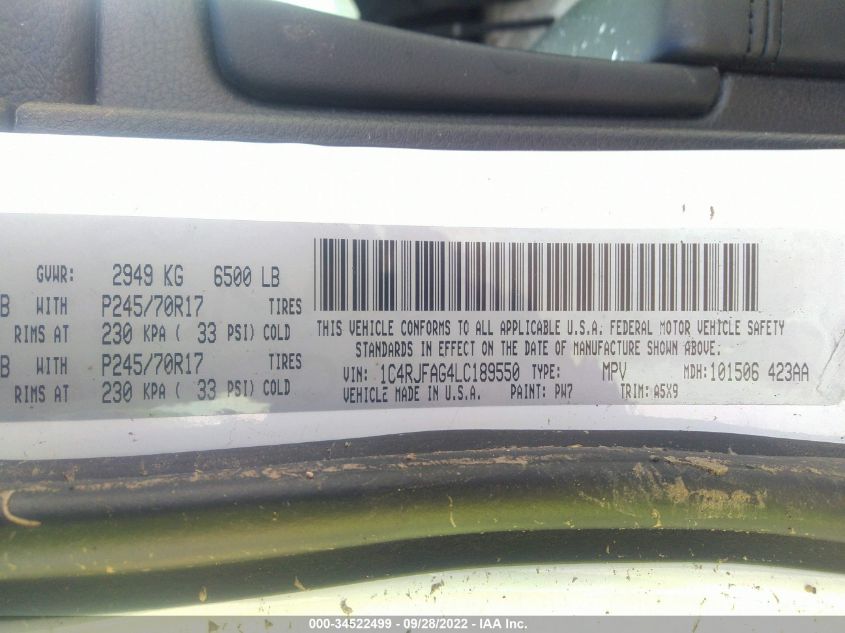 GVWR: 2949 KG 6500 LB
B WITH P245/70R17 TIRES
RIMS AT 230 KPA ( 33 PSI) COLD
B WITH P245/70R17 TIRES
RIMS AT 230 KPA ( 33 PSI) COLD
THIS VEHICLE CONFORMS TO ALL APPLICABLE U.S.A. FEDERAL MOTOR VEHICLE SAFETY
STANDARDS IN EFFECT ON THE DATE OF MANUFACTURE SHOWN ABOVE.
VIN: 1C4RJFAG4LC189550 TYPE: MPV MDH: 101506 423AA
VEHICLE MADE IN U.S.A. PAINT: PW7 TRIM: A5X9
000-34522499 - 09/28/2022 - IAA Inc.